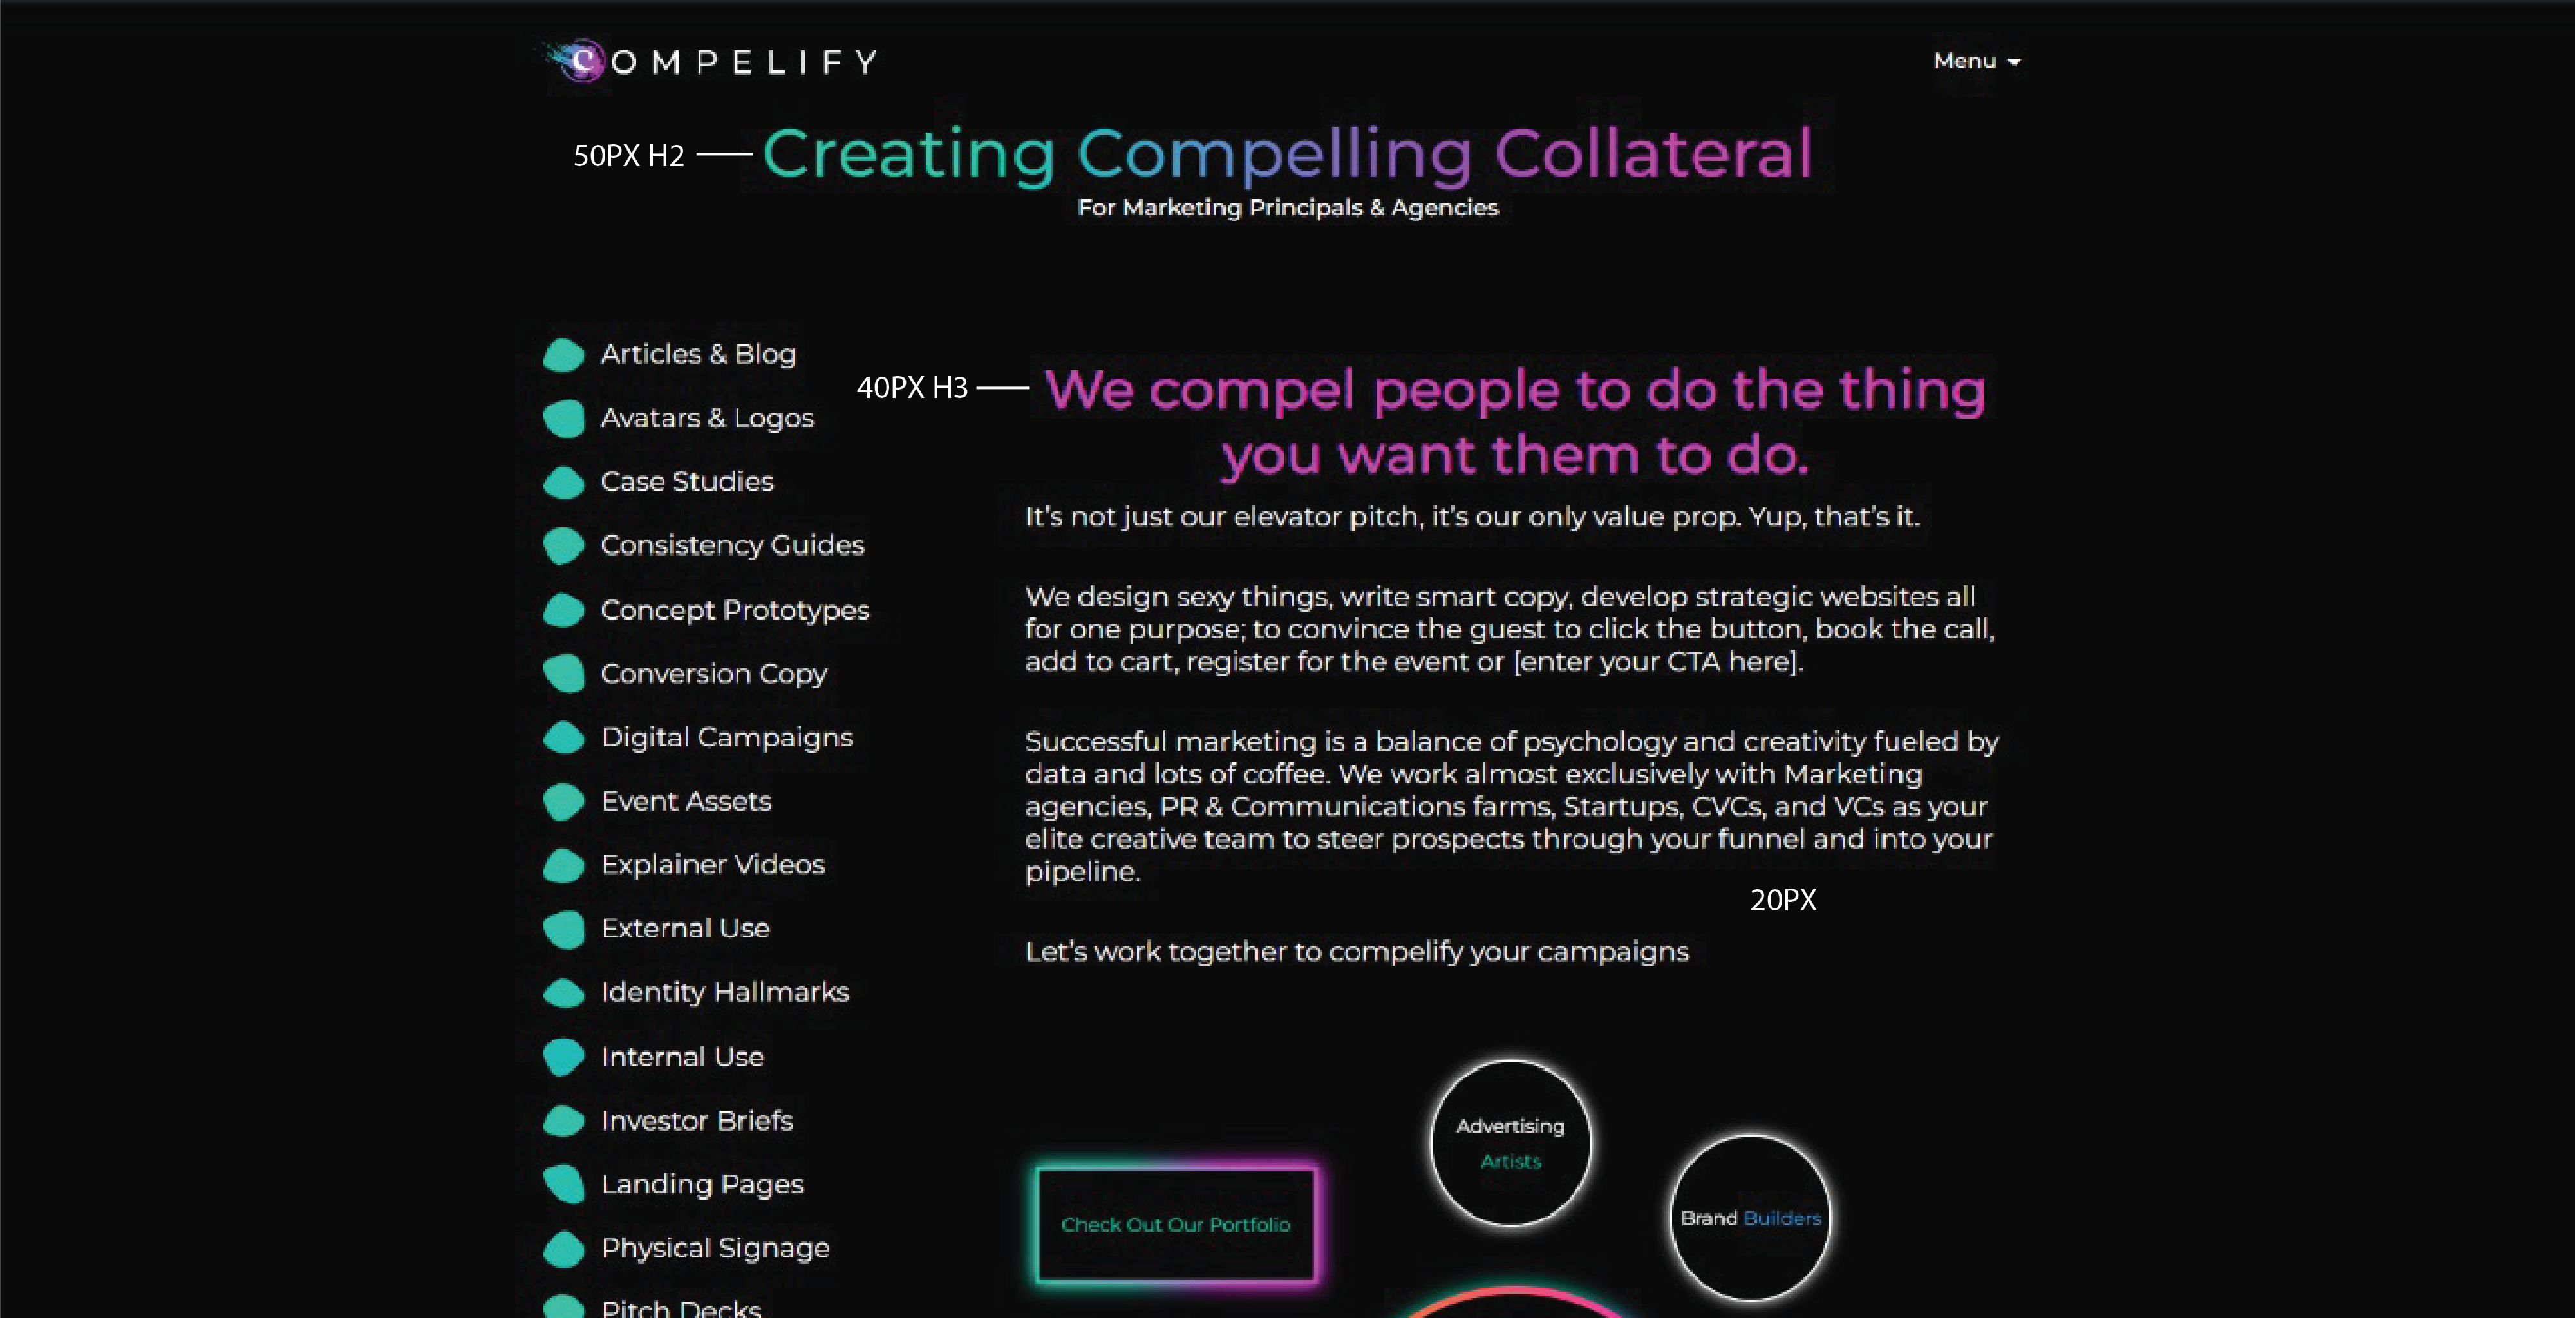 COMPELIFY
Menu
50PX H2
Creating Compelling Collateral
For Marketing Principals & Agencies
Articles & Blog
Avatars & Logos
Case Studies
Consistency Guides
Concept Prototypes
Conversion Copy
Digital Campaigns
Event Assets
Explainer Videos
External Use
Identity Hallmarks
Internal Use
Investor Briefs
Landing Pages
Physical Signage
Pitch Decks
40PX H3
We compel people to do the thing
you want them to do.
It's not just our elevator pitch, it's our only value prop. Yup, that's it.
We design sexy things, write smart copy, develop strategic websites all
for one purpose; to convince the guest to click the button, book the call,
add to cart, register for the event or [enter your CTA here].
Successful marketing is a balance of psychology and creativity fueled by
data and lots of coffee. We work almost exclusively with Marketing
agencies, PR & Communications farms, Startups, CVCs, and VCs as your
elite creative team to steer prospects through your funnel and into your
pipeline.
20PX
Let's work together to compelify your campaigns
Check Out Our Portfolio
Advertising
Artists
Brand Builders